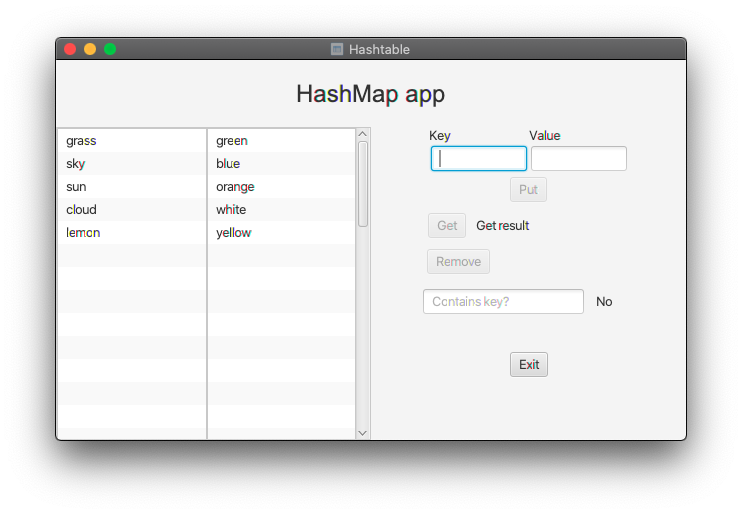 Hashtable
HashMap app
grass green
sky blue
sun orange
cloud white
lemon yellow
Key Value
Put
Get Get result
Remove
Contains key? No
Exit